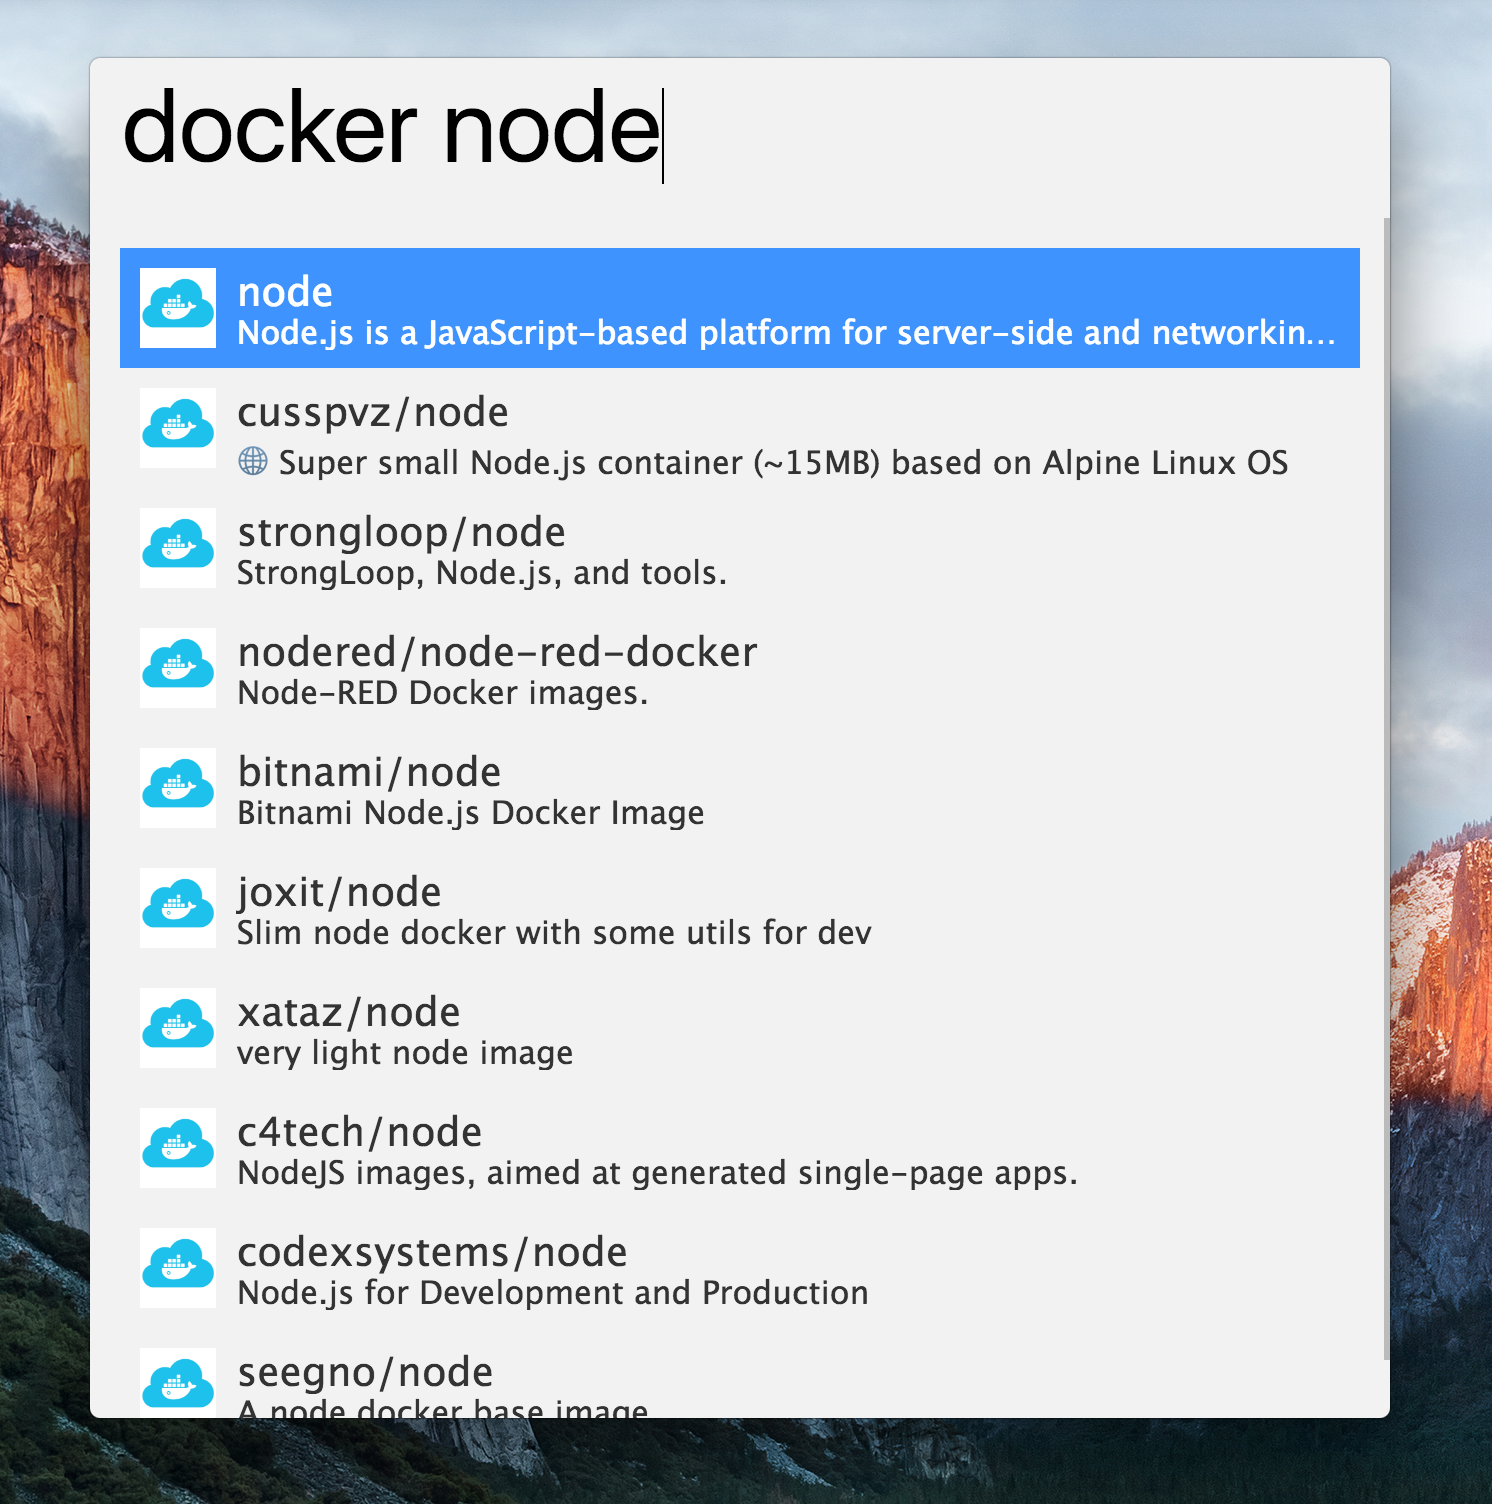 docker node
node
Node.js is a JavaScript-based platform for server-side and networkin...
cusspvz/node
🌐 Super small Node.js container (~15MB) based on Alpine Linux OS
strongloop/node
StrongLoop, Node.js, and tools.
nodered/node-red-docker
Node-RED Docker images.
bitnami/node
Bitnami Node.js Docker Image
joxit/node
Slim node docker with some utils for dev
xataz/node
very light node image
c4tech/node
NodeJS images, aimed at generated single-page apps.
codexsystems/node
Node.js for Development and Production
seegno/node
A node docker base image